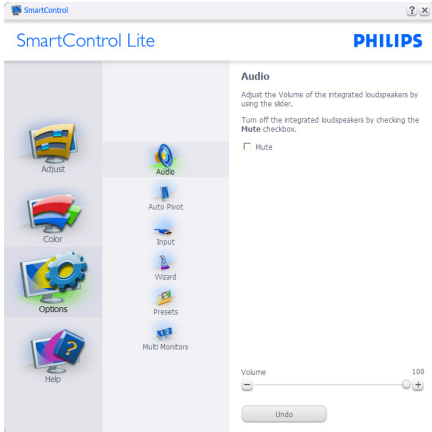 SmartControl
SmartControl Lite
PHILIPS
Adjust
Color
Options
Help
Audio
Auto Pivot
Input
Wizard
Presets
Multi Monitors
Audio
Adjust the Volume of the integrated loudspeakers by
using the slider.
Turn off the integrated loudspeakers by checking the
Mute checkbox.
Mute
Volume 100
Undo